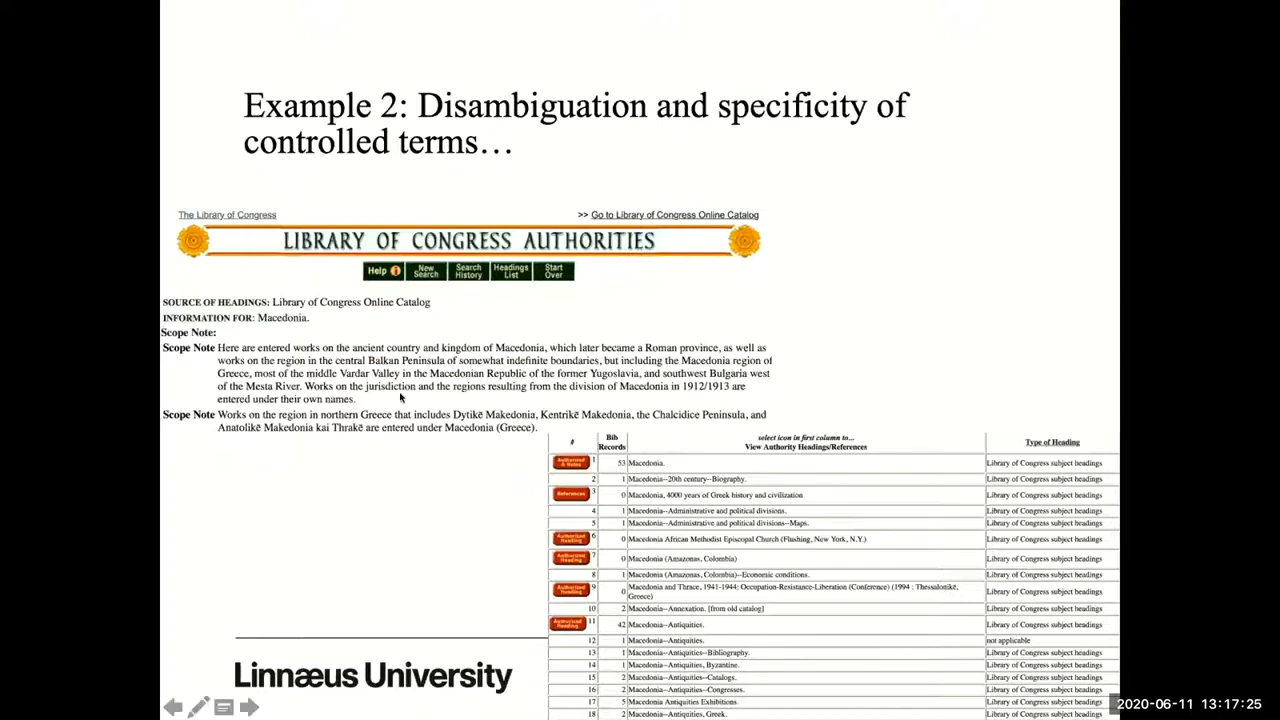 Example 2: Disambiguation and specificity of
controlled terms…
The Library of Congress
>> Go to Library of Congress Online Catalog
LIBRARY OF CONGRESS AUTHORITIES
Help
New Search
Search History
Headings List
Start Over
SOURCE OF HEADINGS: Library of Congress Online Catalog
INFORMATION FOR: Macedonia.
Scope Note:
Scope Note Here are entered works on the ancient country and kingdom of Macedonia, which later became a Roman province, as well as
works on the region in the central Balkan Peninsula of somewhat indefinite boundaries, but including the Macedonia region of
Greece, most of the middle Vardar Valley in the Macedonian Republic of the former Yugoslavia, and southwest Bulgaria west
of the Mesta River. Works on the jurisdiction and the regions resulting from the division of Macedonia in 1912/1913 are
entered under their own names.
Scope Note Works on the region in northern Greece that includes Dytikē Makedonia, Kentrikē Makedonia, the Chalcidice Peninsula, and
Anatolikē Makedonia kai Thrakē are entered under Macedonia (Greece).
# Bib Records select icon in first column to... View Authority Headings/References Type of Heading
Authorized & Notes 1 53 Macedonia. Library of Congress subject headings
2 1 Macedonia--20th century--Biography. Library of Congress subject headings
References 3 0 Macedonia, 4000 years of Greek history and civilization Library of Congress subject headings
4 1 Macedonia--Administrative and political divisions. Library of Congress subject headings
5 1 Macedonia--Administrative and political divisions--Maps. Library of Congress subject headings
Authorized Heading 6 0 Macedonia African Methodist Episcopal Church (Flushing, New York, N.Y.) Library of Congress subject headings
Authorized Heading 7 0 Macedonia (Amazonas, Colombia) Library of Congress subject headings
8 1 Macedonia (Amazonas, Colombia)--Economic conditions. Library of Congress subject headings
Authorized Heading 9 0 Macedonia and Thrace, 1941-1944: Occupation-Resistance-Liberation (Conference) (1994 : Thessalonikē, Greece) Library of Congress subject headings
10 2 Macedonia--Annexation. [from old catalog] Library of Congress subject headings
Authorized Heading 11 42 Macedonia--Antiquities. Library of Congress subject headings
12 1 Macedonia--Antiquities. not applicable
13 1 Macedonia--Antiquities--Bibliography. Library of Congress subject headings
14 1 Macedonia--Antiquities, Byzantine. Library of Congress subject headings
15 2 Macedonia--Antiquities--Catalogs. Library of Congress subject headings
16 2 Macedonia--Antiquities--Congresses. Library of Congress subject headings
17 5 Macedonia Antiquities Exhibitions. Library of Congress subject headings
18 2 Macedonia--Antiquities, Greek. Library of Congress subject headings
Linnæus University
2020-06-11 13:17:25